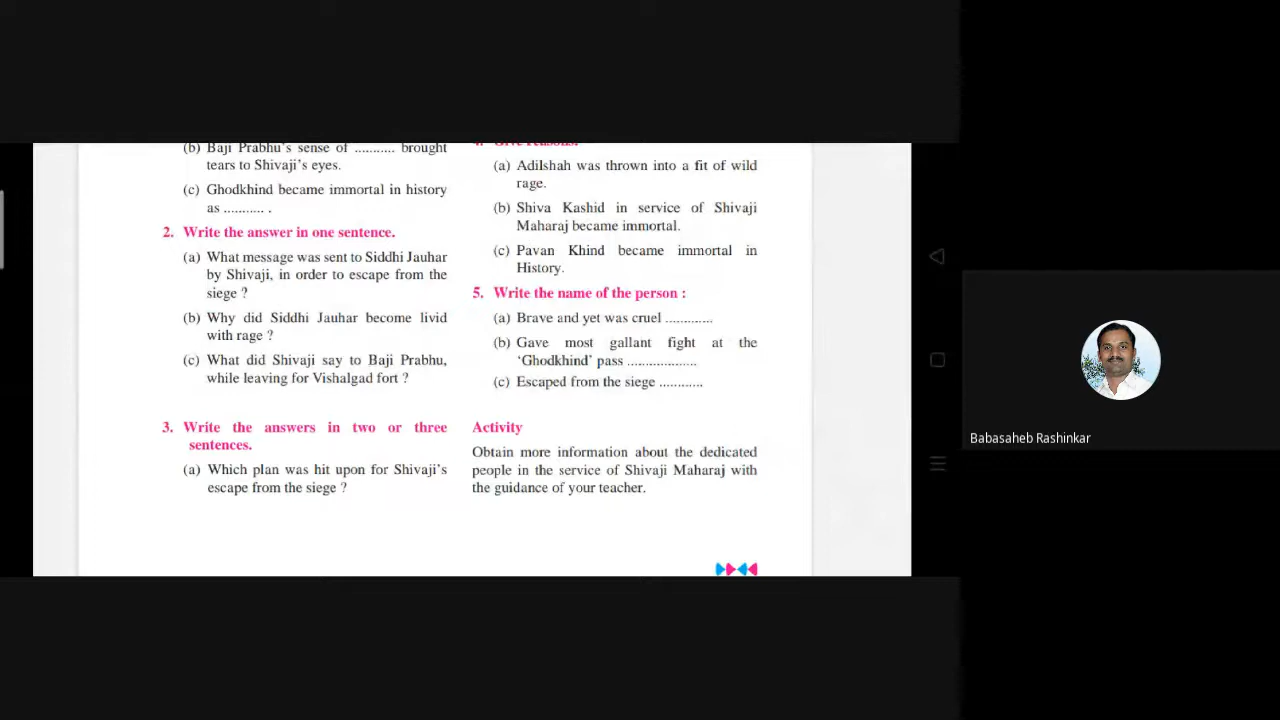 (b) Baji Prabhu's sense of ........... brought
tears to Shivaji's eyes.
(c) Ghodkhind became immortal in history
as ........... .
2. Write the answer in one sentence.
(a) What message was sent to Siddhi Jauhar
by Shivaji, in order to escape from the
siege ?
(b) Why did Siddhi Jauhar become livid
with rage ?
(c) What did Shivaji say to Baji Prabhu,
while leaving for Vishalgad fort ?
3. Write the answers in two or three
sentences.
(a) Which plan was hit upon for Shivaji's
escape from the siege ?
4. Give reasons.
(a) Adilshah was thrown into a fit of wild
rage.
(b) Shiva Kashid in service of Shivaji
Maharaj became immortal.
(c) Pavan Khind became immortal in
History.
5. Write the name of the person :
(a) Brave and yet was cruel .............
(b) Gave most gallant fight at the
'Ghodkhind' pass ...................
(c) Escaped from the siege ............
Activity
Obtain more information about the dedicated
people in the service of Shivaji Maharaj with
the guidance of your teacher.
Babasaheb Rashinkar